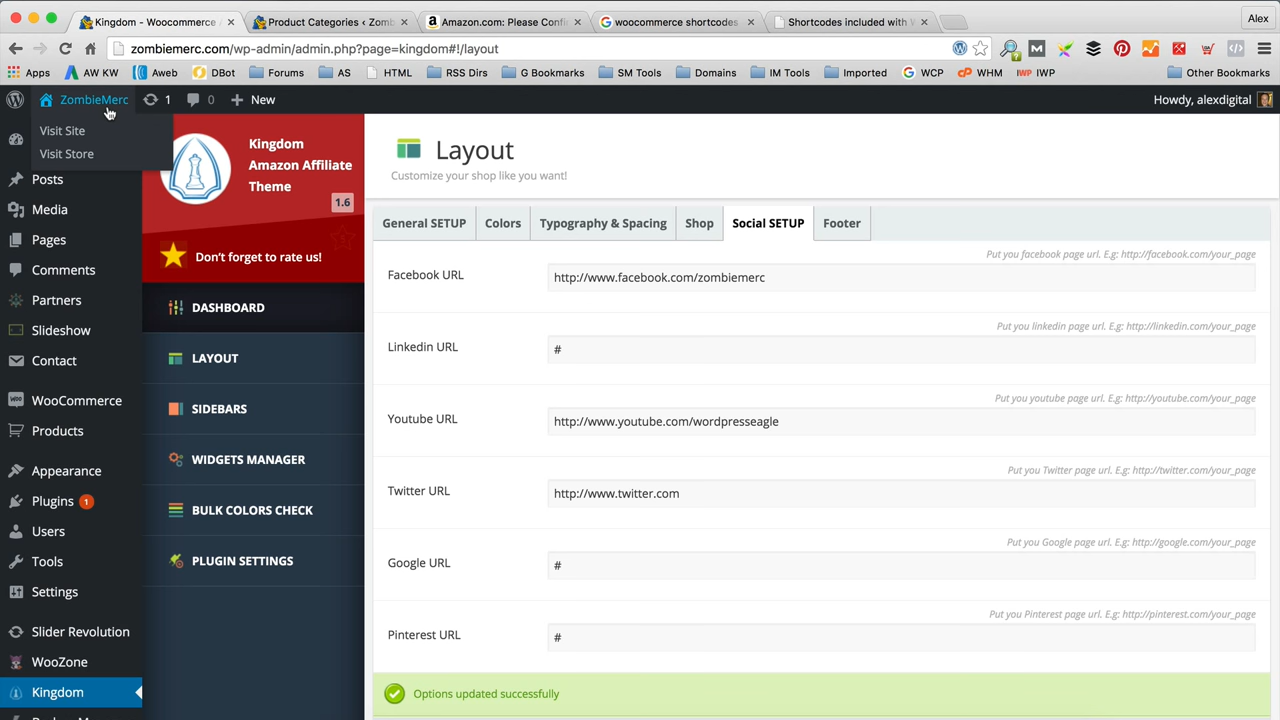 Kingdom - Woocommerce
Product Categories ‹ Zomb
Amazon.com: Please Confi
woocommerce shortcodes
Shortcodes included with W
Alex
zombiemerc.com/wp-admin/admin.php?page=kingdom#!/layout
Apps
AW KW
Aweb
DBot
Forums
AS
HTML
RSS Dirs
G Bookmarks
SM Tools
Domains
IM Tools
Imported
WCP
WHM
IWP
IWP
Other Bookmarks
ZombieMerc
1
0
New
Howdy, alexdigital
Visit Site
Visit Store
Posts
Media
Pages
Comments
Partners
Slideshow
Contact
WooCommerce
Products
Appearance
Plugins 1
Users
Tools
Settings
Slider Revolution
WooZone
Kingdom
Kingdom
Amazon Affiliate
Theme
1.6
Don't forget to rate us!
DASHBOARD
LAYOUT
SIDEBARS
WIDGETS MANAGER
BULK COLORS CHECK
PLUGIN SETTINGS
Layout
Customize your shop like you want!
General SETUP
Colors
Typography & Spacing
Shop
Social SETUP
Footer
Put you facebook page url. E.g: http://facebook.com/your_page
Facebook URL
http://www.facebook.com/zombiemerc
Put you linkedin page url. E.g: http://linkedin.com/your_page
Linkedin URL
#
Put you youtube page url. E.g: http://youtube.com/your_page
Youtube URL
http://www.youtube.com/wordpresseagle
Put you Twitter page url. E.g: http://twitter.com/your_page
Twitter URL
http://www.twitter.com
Put you Google page url. E.g: http://google.com/your_page
Google URL
#
Put you Pinterest page url. E.g: http://pinterest.com/your_page
Pinterest URL
#
Options updated successfully